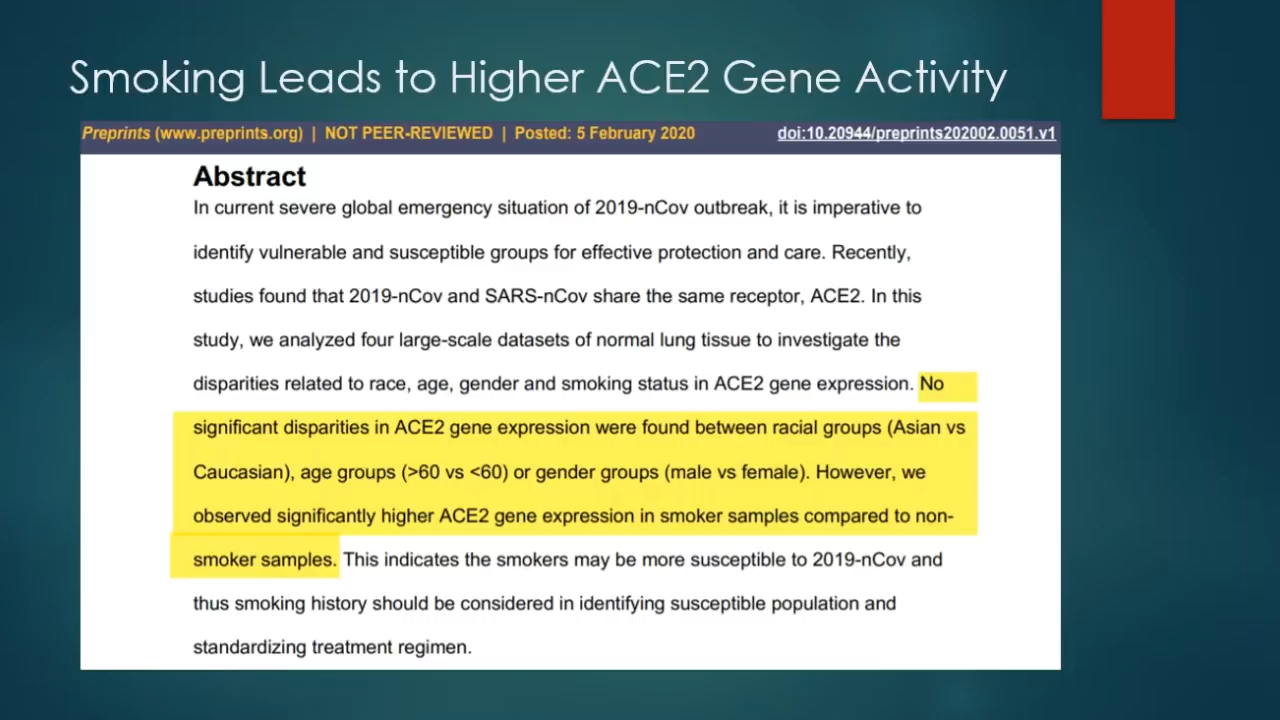 Smoking Leads to Higher ACE2 Gene Activity
Preprints (www.preprints.org) | NOT PEER-REVIEWED | Posted: 5 February 2020 doi:10.20944/preprints202002.0051.v1
Abstract
In current severe global emergency situation of 2019-nCov outbreak, it is imperative to
identify vulnerable and susceptible groups for effective protection and care. Recently,
studies found that 2019-nCov and SARS-nCov share the same receptor, ACE2. In this
study, we analyzed four large-scale datasets of normal lung tissue to investigate the
disparities related to race, age, gender and smoking status in ACE2 gene expression. No
significant disparities in ACE2 gene expression were found between racial groups (Asian vs
Caucasian), age groups (>60 vs <60) or gender groups (male vs female). However, we
observed significantly higher ACE2 gene expression in smoker samples compared to non-
smoker samples. This indicates the smokers may be more susceptible to 2019-nCov and
thus smoking history should be considered in identifying susceptible population and
standardizing treatment regimen.